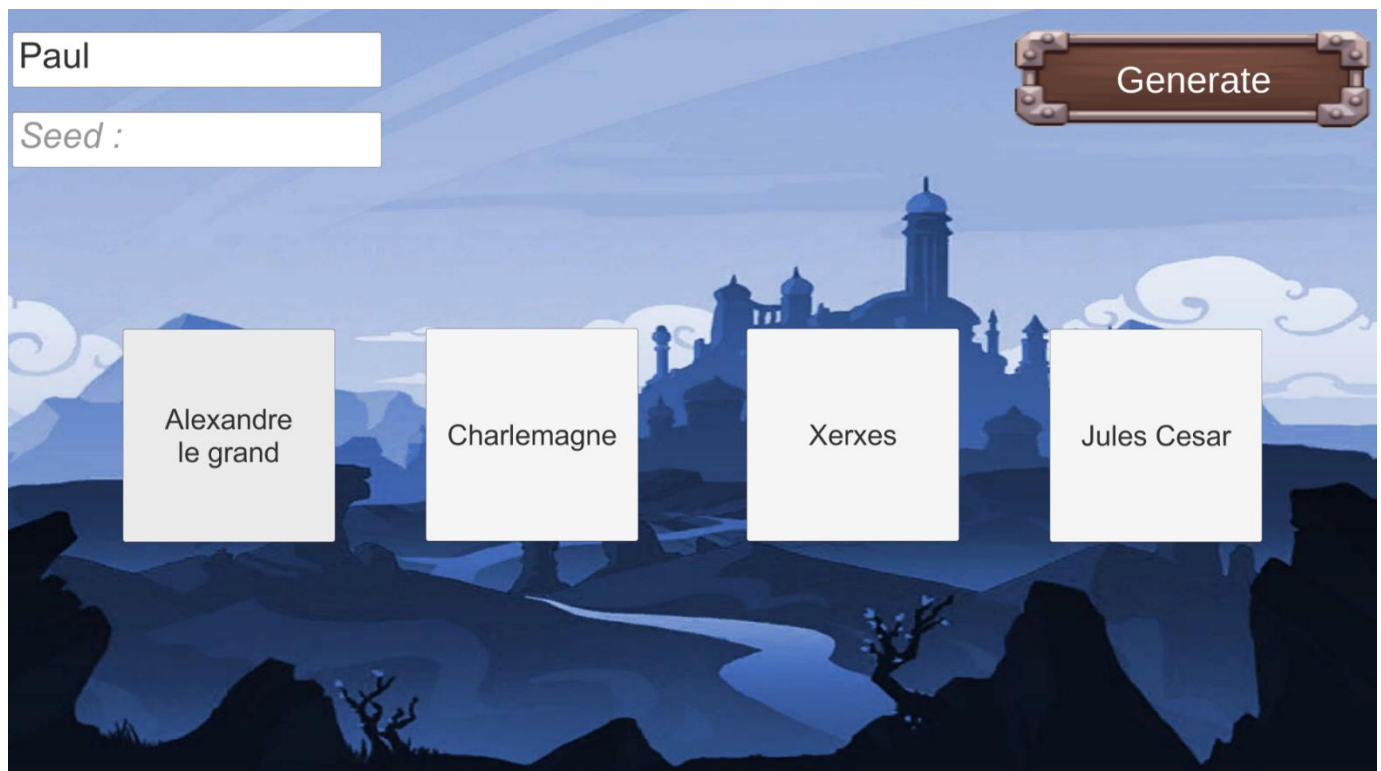 Paul
Generate
Seed :
Alexandre
le grand
Charlemagne
Xerxes
Jules Cesar